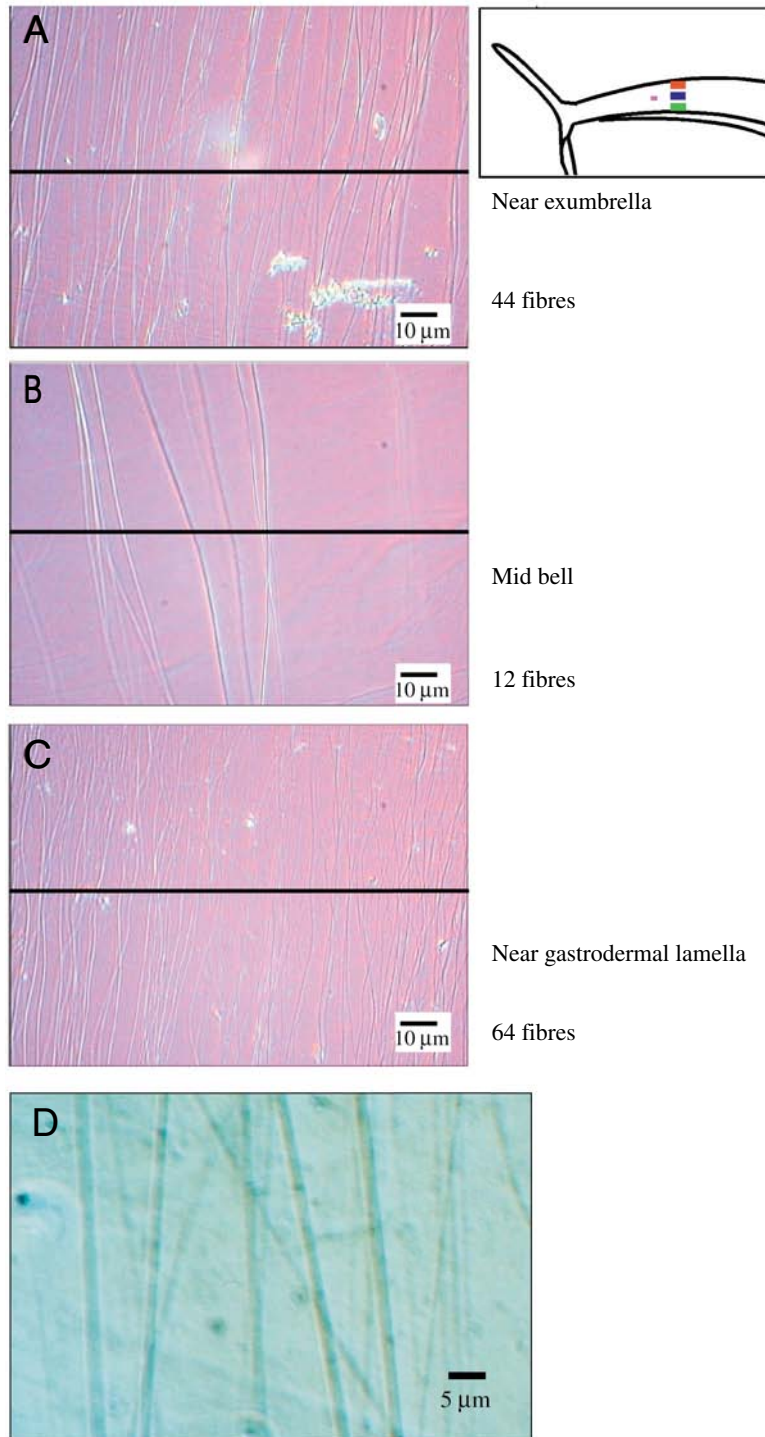 A
Near exumbrella
44 fibres
10 µm
B
Mid bell
12 fibres
10 µm
C
Near gastrodermal lamella
64 fibres
10 µm
D
5 µm